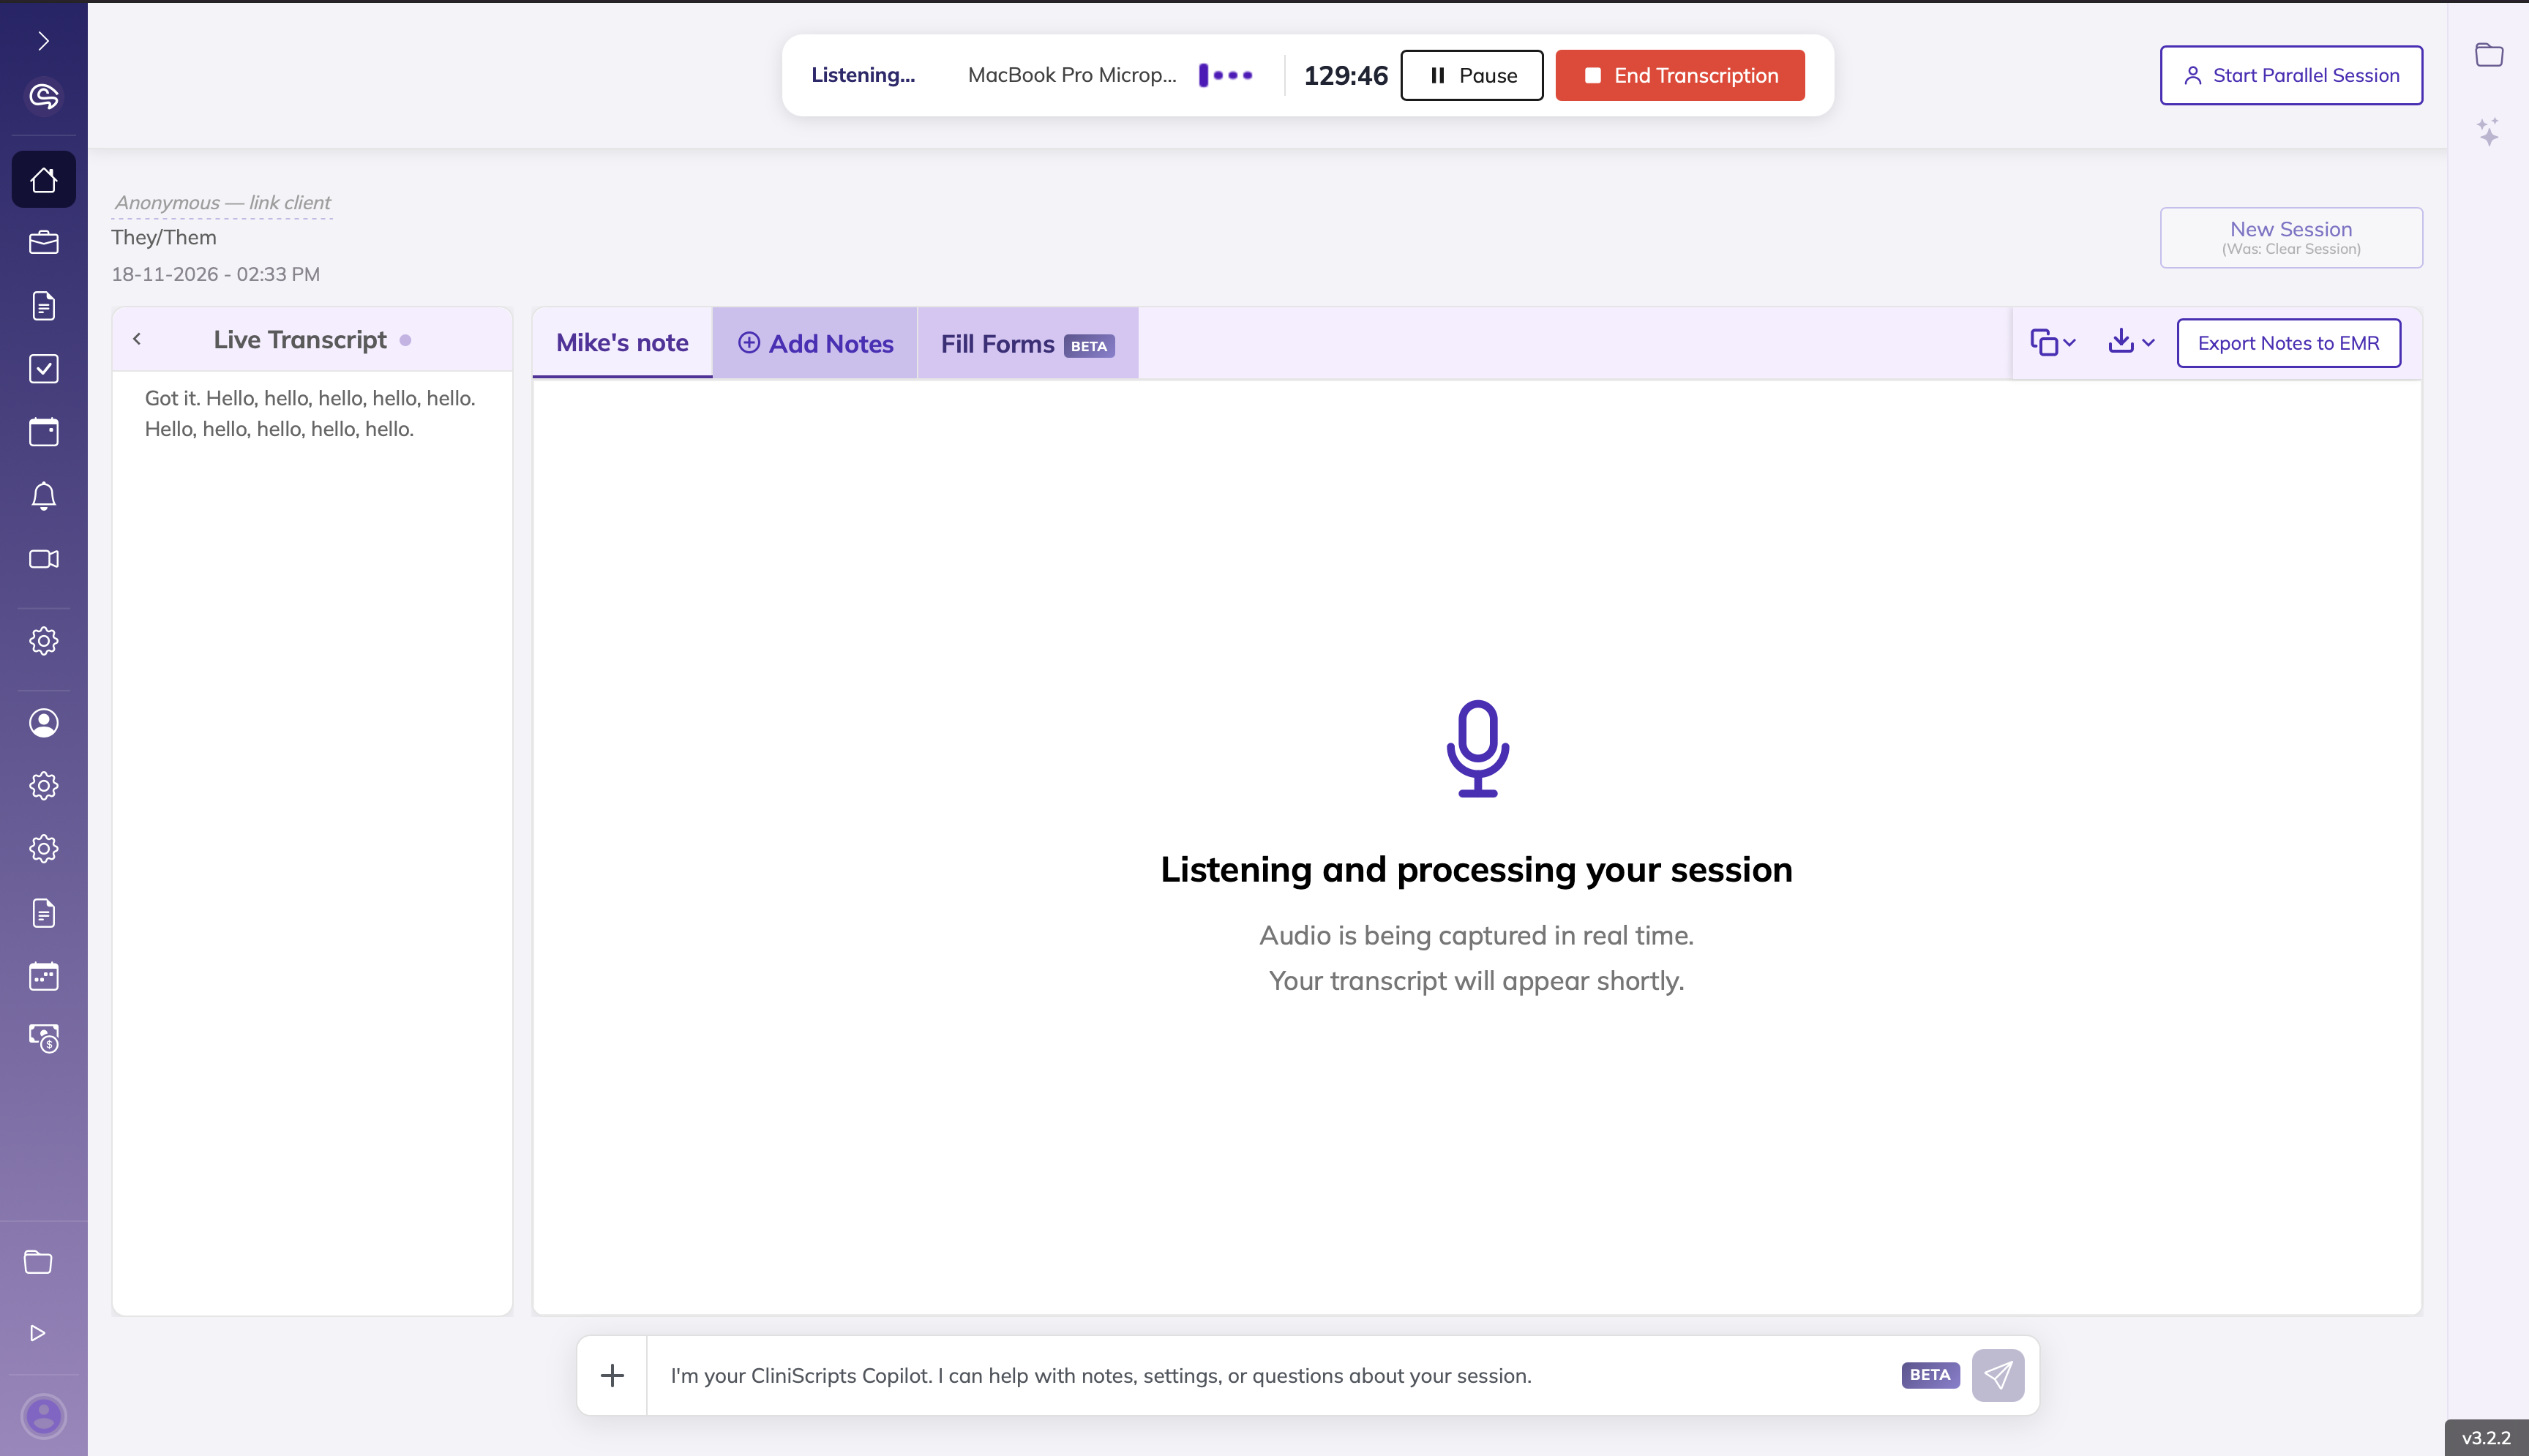 Listening...
MacBook Pro Microp...
129:46
Pause
End Transcription
Start Parallel Session
Anonymous — link client
They/Them
18-11-2026 - 02:33 PM
New Session
(Was: Clear Session)
Live Transcript
Got it. Hello, hello, hello, hello, hello.
Hello, hello, hello, hello, hello.
Mike's note
Add Notes
Fill Forms BETA
Export Notes to EMR
Listening and processing your session
Audio is being captured in real time.
Your transcript will appear shortly.
I'm your CliniScripts Copilot. I can help with notes, settings, or questions about your session.
BETA
v3.2.2